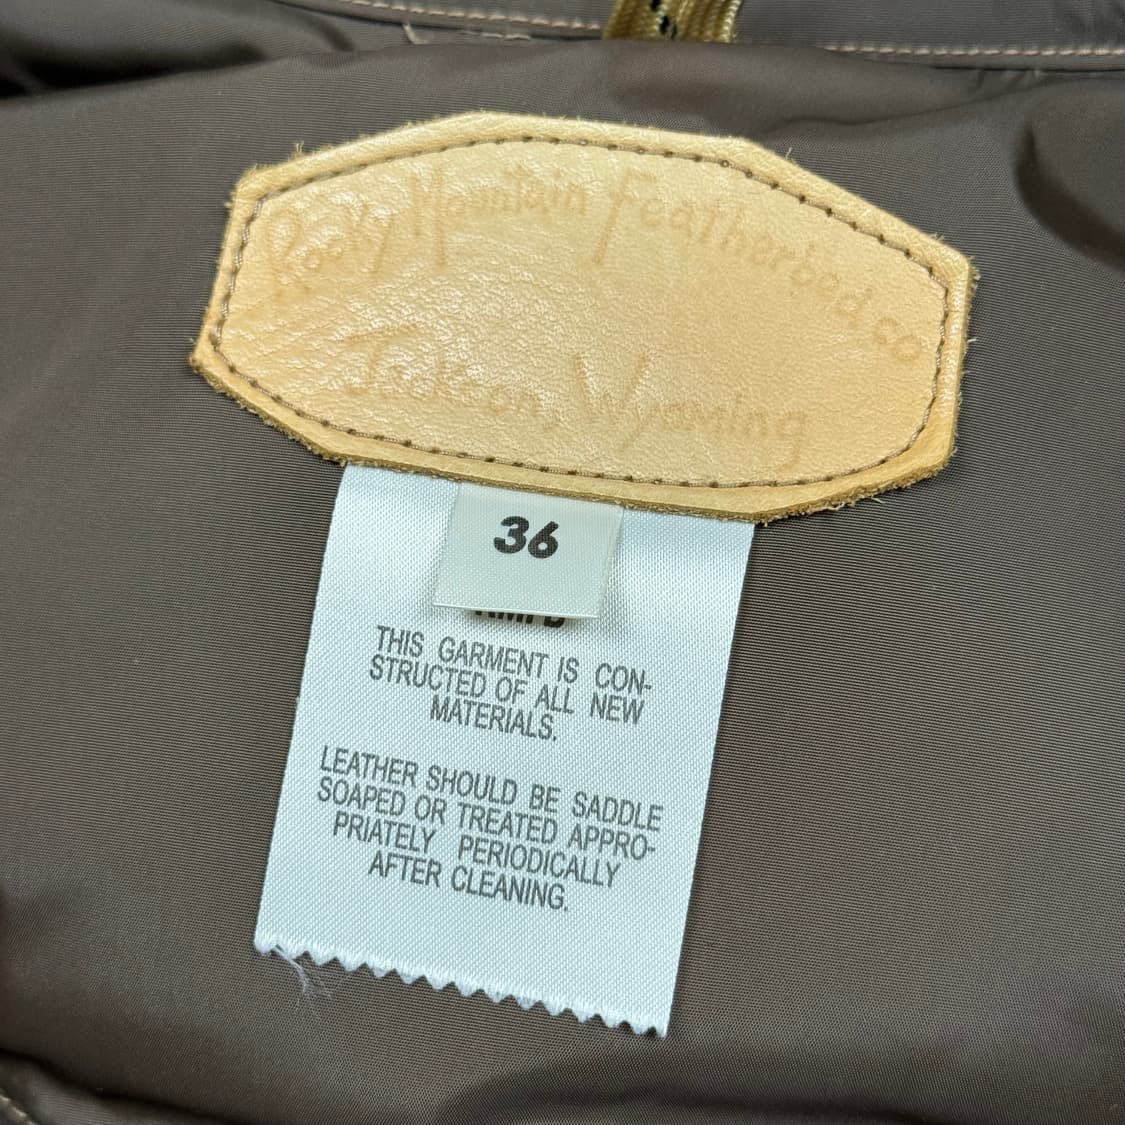 Rocky Mountain Featherbed. co
Jackson, Wyoming
36
THIS GARMENT IS CON-
STRUCTED OF ALL NEW
MATERIALS.
LEATHER SHOULD BE SADDLE
SOAPED OR TREATED APPRO-
PRIATELY PERIODICALLY
AFTER CLEANING.